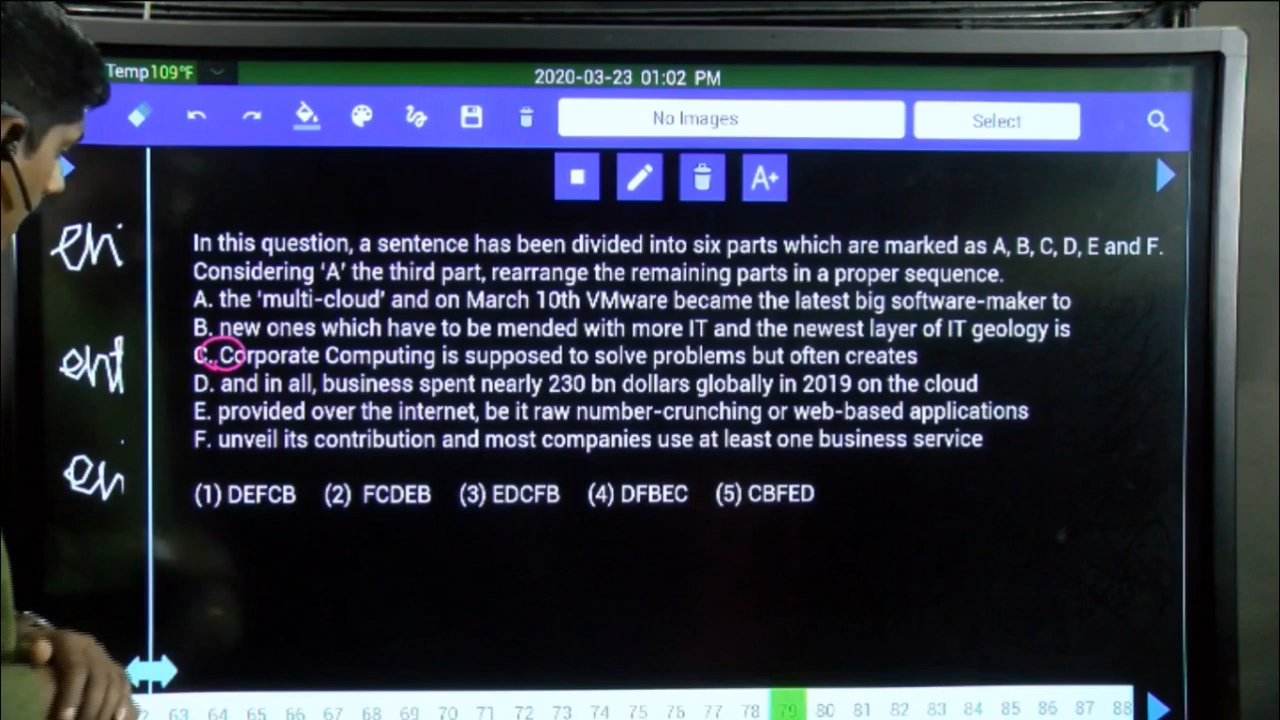 Temp109°F
2020-03-23 01:02 PM
No Images
Select
A+
en
ent
en
In this question, a sentence has been divided into six parts which are marked as A, B, C, D, E and F.
Considering 'A' the third part, rearrange the remaining parts in a proper sequence.
A. the 'multi-cloud' and on March 10th VMware became the latest big software-maker to
B. new ones which have to be mended with more IT and the newest layer of IT geology is
C. Corporate Computing is supposed to solve problems but often creates
D. and in all, business spent nearly 230 bn dollars globally in 2019 on the cloud
E. provided over the internet, be it raw number-crunching or web-based applications
F. unveil its contribution and most companies use at least one business service
(1) DEFCB (2) FCDEB (3) EDCFB (4) DFBEC (5) CBFED
63 64 65 66 67 68 69 70 71 72 73 74 75 76 77 78 79 80 81 82 83 84 85 86 87 88